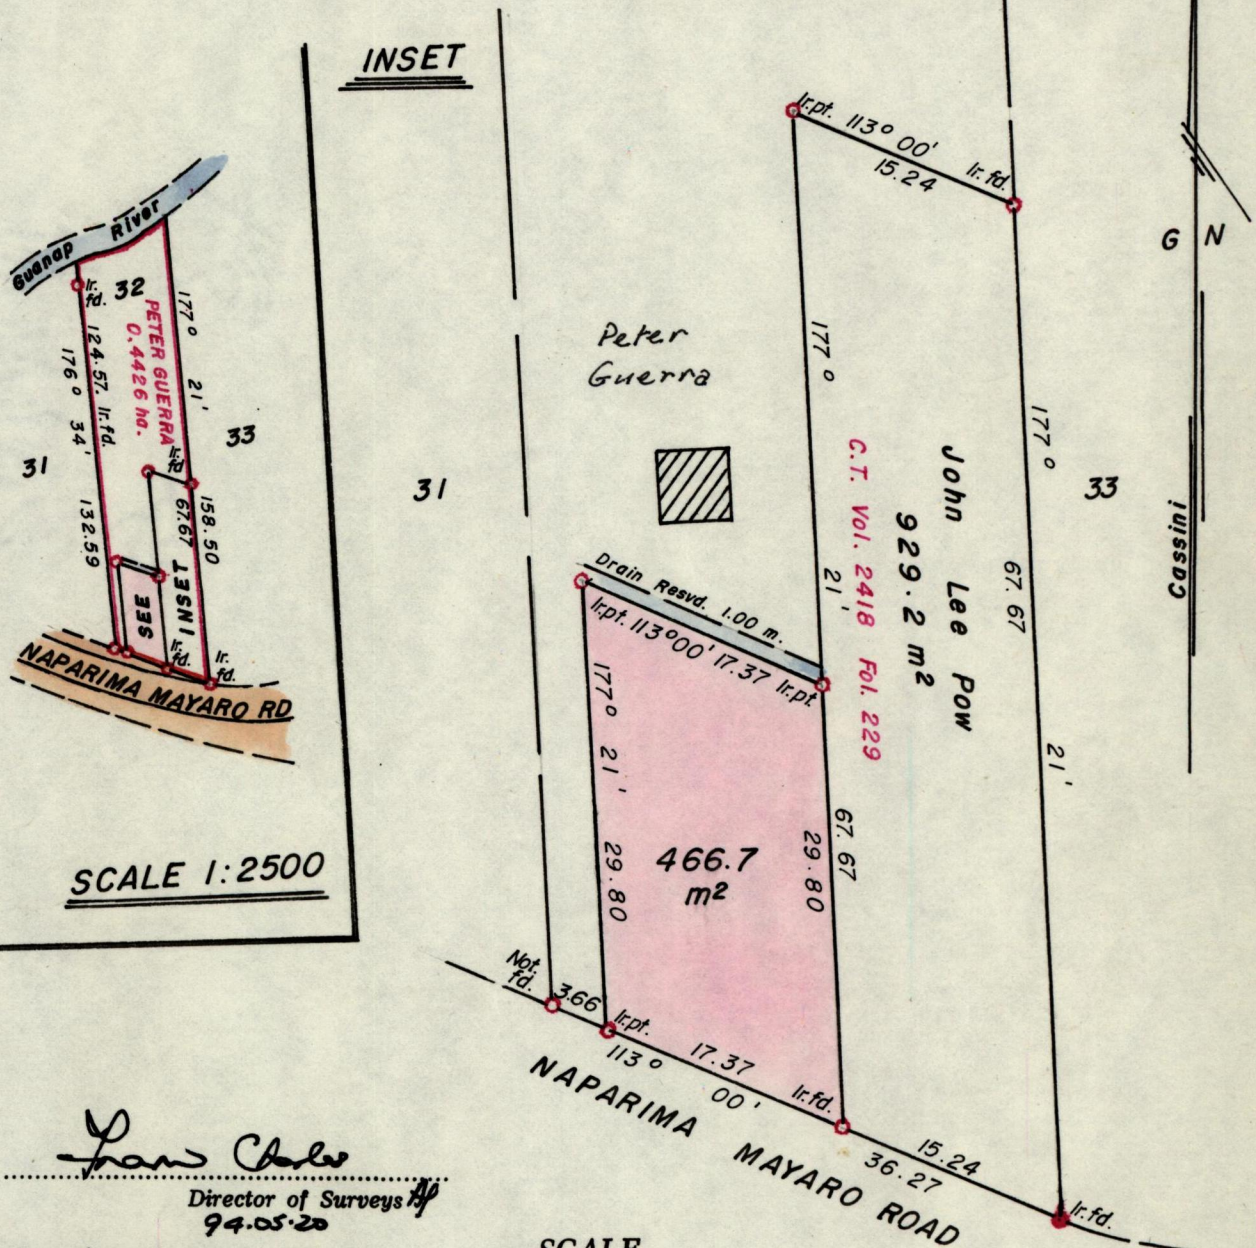 INSET
Guanap River
Ir.
fd.
32
PETER GUERRA
0.4426 ha.
177° 21'
124.57. Ir.fd.
176° 34'
132.59
31
33
Ir.
fd
158.50
67.67
SEE INSET
Ir.
fd.
Ir.
fd.
NAPARIMA MAYARO RD
SCALE 1:2500
Ir.pt. 113° 00'
15.24
Ir. fd.
G N
Cassini
Peter
Guerra
31
33
177° 21'
67.67
177°
67.67
21'
C.T. Vol. 2418 Fol. 229
John Lee Pow
929.2 m²
Drain Resvd. 1.00 m.
Ir.pt. 113°00' 17.37 Ir.pt
177° 21'
29.80
466.7
m²
29.80
Not.
fd.
3.66
Ir.pt.
113° 00'
17.37
Ir.fd.
15.24
36.27
Ir.fd.
NAPARIMA MAYARO ROAD
Director of Surveys
94.05.20
SCALE